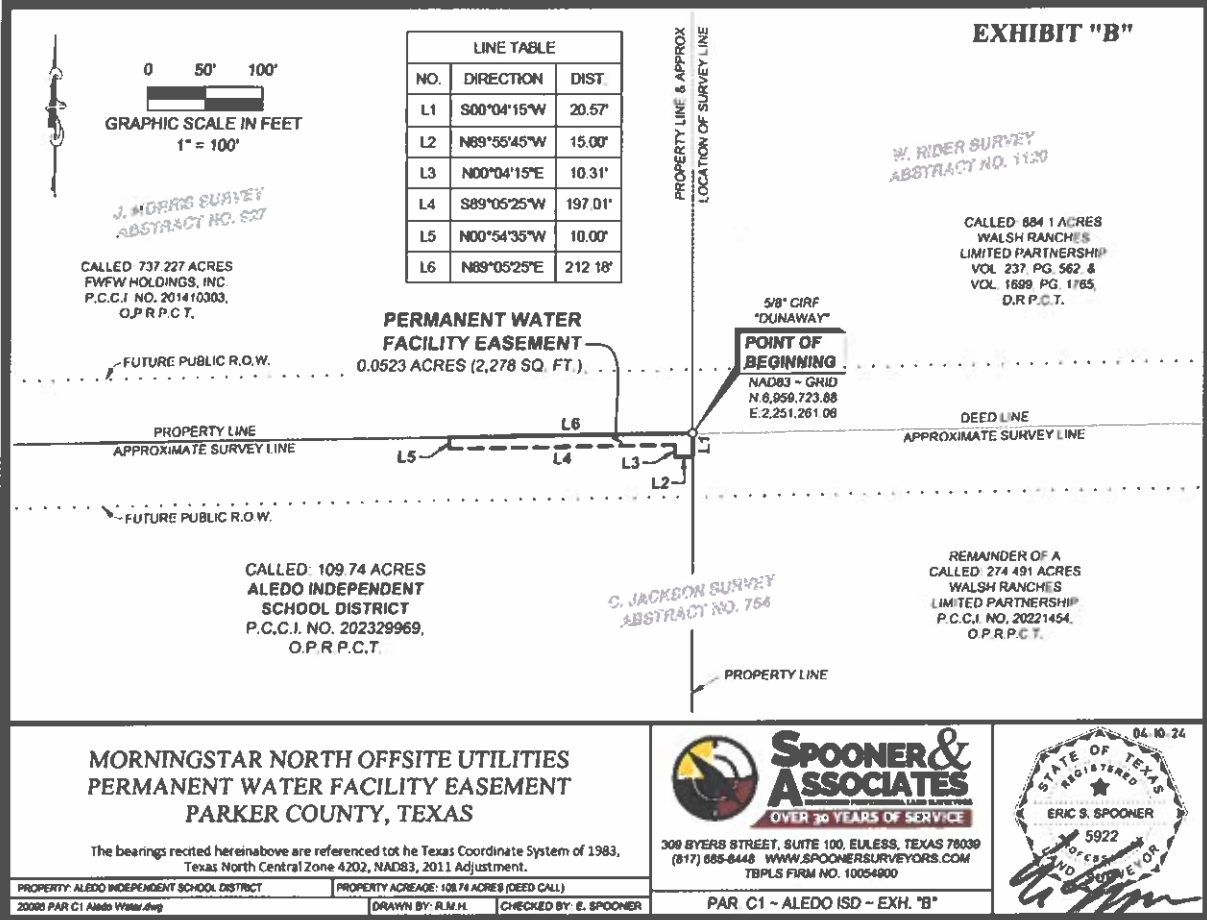 EXHIBIT "B"
0 50' 100'
GRAPHIC SCALE IN FEET
1" = 100'
LINE TABLE
NO. DIRECTION DIST.
L1 S00°04'15"W 20.57'
L2 N89°55'45"W 15.00'
L3 N00°04'15"E 10.31'
L4 S89°05'25"W 197.01'
L5 N00°54'35"W 10.00'
L6 N89°05'25"E 212.18'
PROPERTY LINE & APPROX
LOCATION OF SURVEY LINE
W. RIDER SURVEY
ABSTRACT NO. 1120
J. MORRIS SURVEY
ABSTRACT NO. 927
CALLED: 737.227 ACRES
FWFW HOLDINGS, INC.
P.C.C.I. NO. 201410303,
O.P.R.P.C.T.
CALLED: 684.1 ACRES
WALSH RANCHES
LIMITED PARTNERSHIP
VOL. 237, PG. 562, &
VOL. 1699, PG. 1765,
D.R.P.C.T.
5/8" CIRF
"DUNAWAY"
POINT OF
BEGINNING
NAD83 ~ GRID
N:6,959,723.88
E:2,251,261.06
PERMANENT WATER
FACILITY EASEMENT
0.0523 ACRES (2,278 SQ. FT.)
FUTURE PUBLIC R.O.W.
PROPERTY LINE
APPROXIMATE SURVEY LINE
L6
L5
L4
L3
L2
L1
DEED LINE
APPROXIMATE SURVEY LINE
FUTURE PUBLIC R.O.W.
CALLED: 109.74 ACRES
ALEDO INDEPENDENT
SCHOOL DISTRICT
P.C.C.I. NO. 202329969,
O.P.R.P.C.T.
C. JACKSON SURVEY
ABSTRACT NO. 764
REMAINDER OF A
CALLED: 274.491 ACRES
WALSH RANCHES
LIMITED PARTNERSHIP
P.C.C.I. NO. 20221454,
O.P.R.P.C.T.
PROPERTY LINE
MORNINGSTAR NORTH OFFSITE UTILITIES
PERMANENT WATER FACILITY EASEMENT
PARKER COUNTY, TEXAS
The bearings recited hereinabove are referenced tot he Texas Coordinate System of 1983,
Texas North Central Zone 4202, NAD83, 2011 Adjustment.
PROPERTY: ALEDO INDEPENDENT SCHOOL DISTRICT
PROPERTY ACREAGE: 109.74 ACRES (DEED CALL)
20098 PAR C1 Aledo Water.dwg
DRAWN BY: R.M.H.
CHECKED BY: E. SPOONER
SPOONER &
ASSOCIATES
REGISTERED PROFESSIONAL LAND SURVEYORS
OVER 30 YEARS OF SERVICE
309 BYERS STREET, SUITE 100, EULESS, TEXAS 76039
(817) 685-8448 WWW.SPOONERSURVEYORS.COM
TBPLS FIRM NO. 10054900
PAR C1 ~ ALEDO ISD ~ EXH. "B"
04-10-24
STATE OF TEXAS
REGISTERED
ERIC S. SPOONER
5922
PROFESSIONAL
LAND SURVEYOR